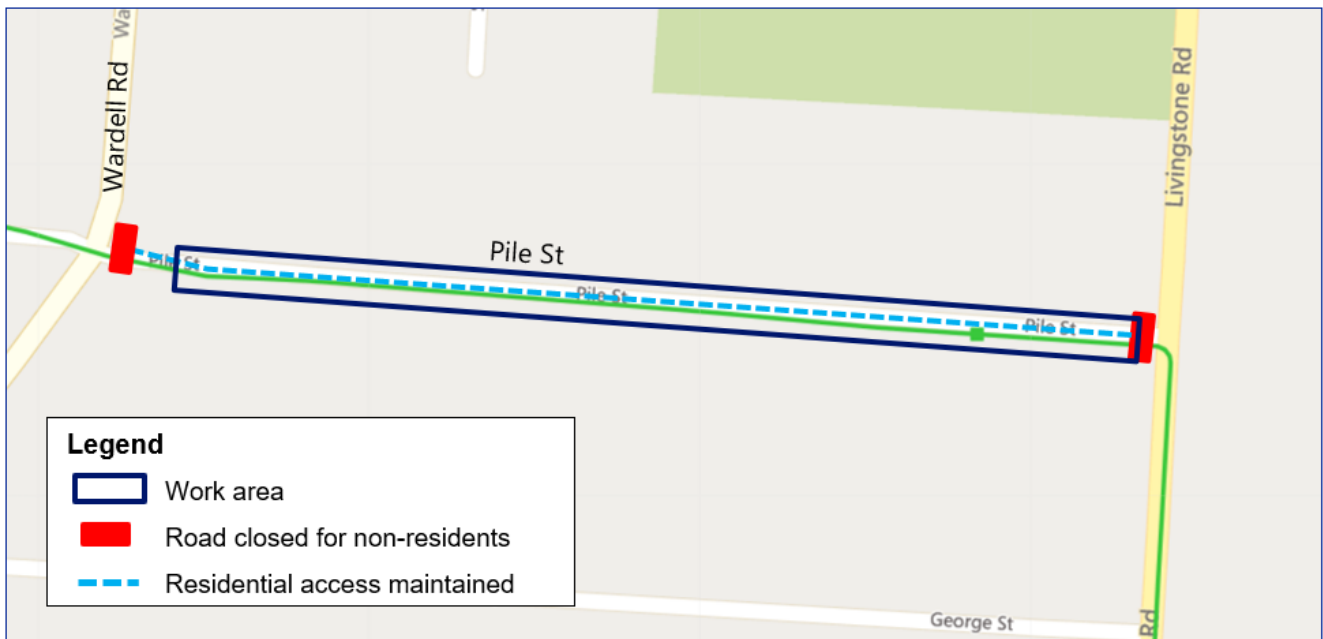 Wa
Wardell Rd
Livingstone Rd
Pile St
Pile St
Pile St
Pile St
Legend
Work area
Road closed for non-residents
Residential access maintained
George St
Rd